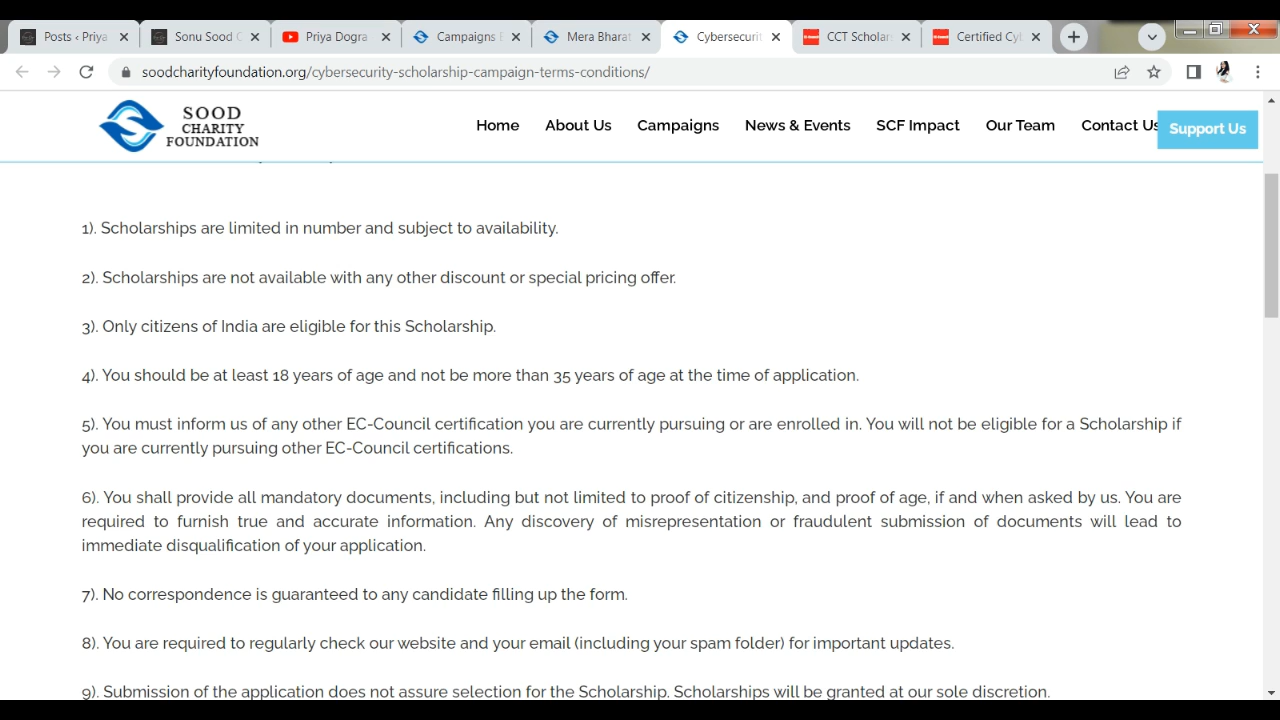 Posts ‹ Priya
Sonu Sood C
Priya Dogra
Campaigns
Mera Bharat
Cybersecurit
CCT Scholar
Certified Cy
soodcharityfoundation.org/cybersecurity-scholarship-campaign-terms-conditions/
SOOD
CHARITY
FOUNDATION
Home About Us Campaigns News & Events SCF Impact Our Team Contact Us Support Us
1). Scholarships are limited in number and subject to availability.
2). Scholarships are not available with any other discount or special pricing offer.
3). Only citizens of India are eligible for this Scholarship.
4). You should be at least 18 years of age and not be more than 35 years of age at the time of application.
5). You must inform us of any other EC-Council certification you are currently pursuing or are enrolled in. You will not be eligible for a Scholarship if
you are currently pursuing other EC-Council certifications.
6). You shall provide all mandatory documents, including but not limited to proof of citizenship, and proof of age, if and when asked by us. You are
required to furnish true and accurate information. Any discovery of misrepresentation or fraudulent submission of documents will lead to
immediate disqualification of your application.
7). No correspondence is guaranteed to any candidate filling up the form.
8). You are required to regularly check our website and your email (including your spam folder) for important updates.
9). Submission of the application does not assure selection for the Scholarship. Scholarships will be granted at our sole discretion.